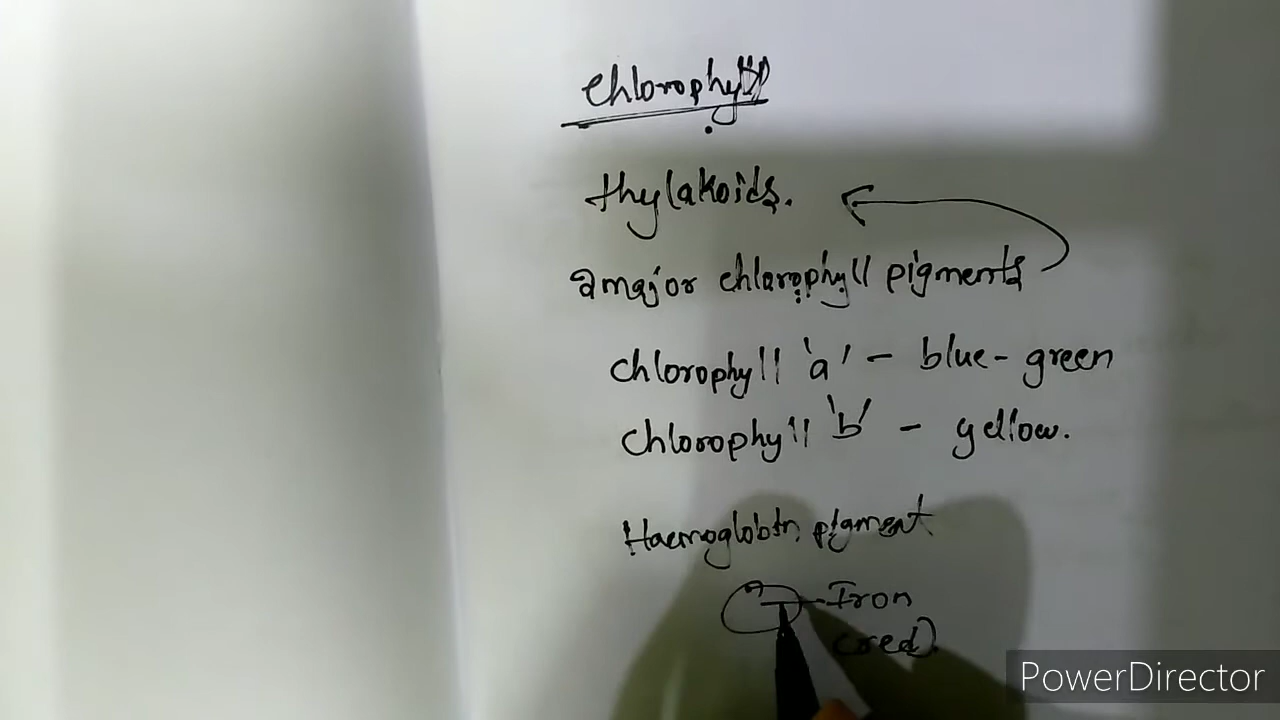 chlorophyll
thylakoids.
2 major chlorophyll pigments
chlorophyll 'a' - blue-green
chlorophyll 'b' - yellow.
Haemoglobin pigment
Iron
(red).
PowerDirector